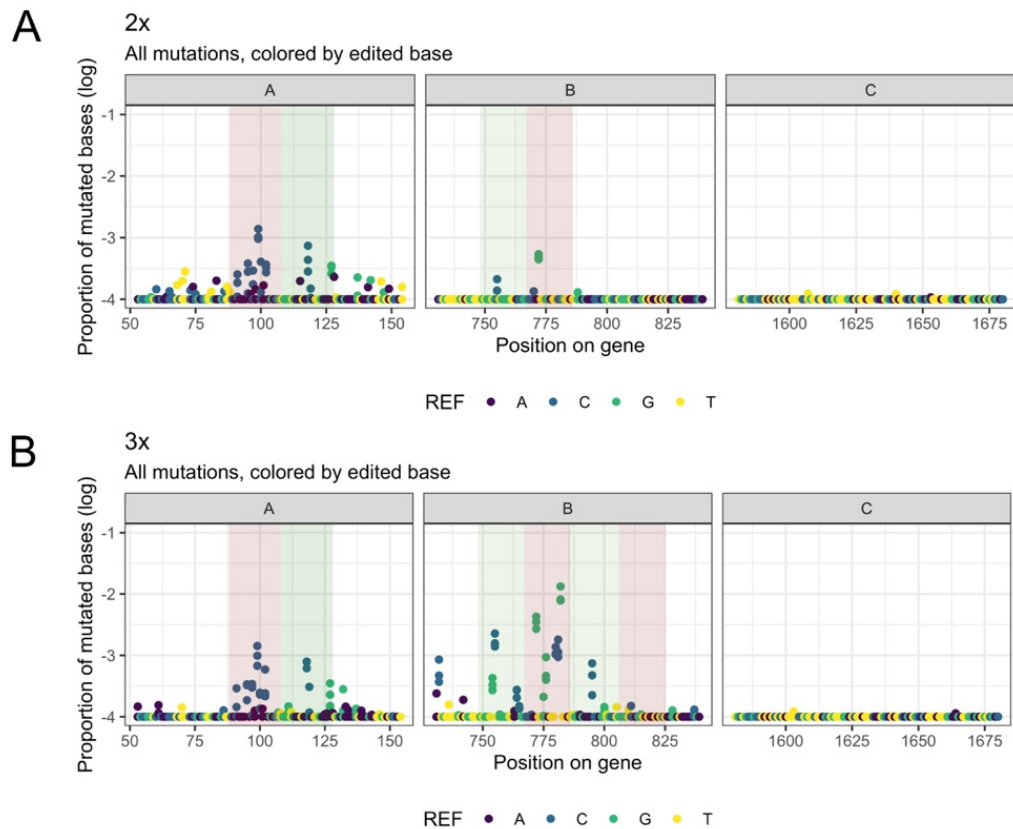 A
2x
All mutations, colored by edited base
A B C
Proportion of mutated bases (log)
-1
-2
-3
-4
50 75 100 125 150 750 775 800 825 1600 1625 1650 1675
Position on gene
REF A C G T
B
3x
All mutations, colored by edited base
A B C
Proportion of mutated bases (log)
-1
-2
-3
-4
50 75 100 125 150 750 775 800 825 1600 1625 1650 1675
Position on gene
REF A C G T